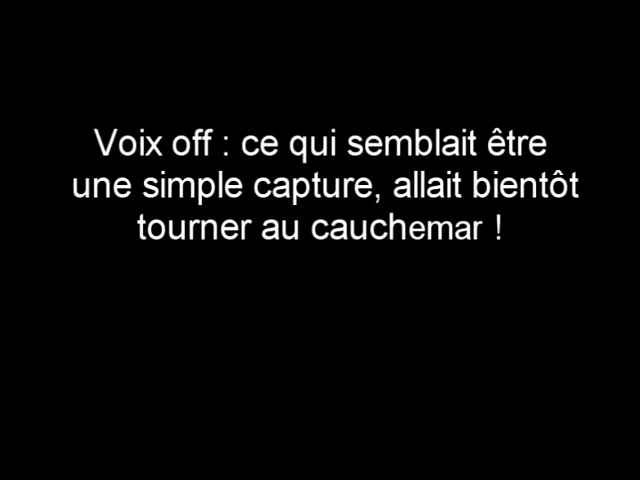 Voix off : ce qui semblait être
une simple capture, allait bientôt
tourner au cauchemar !